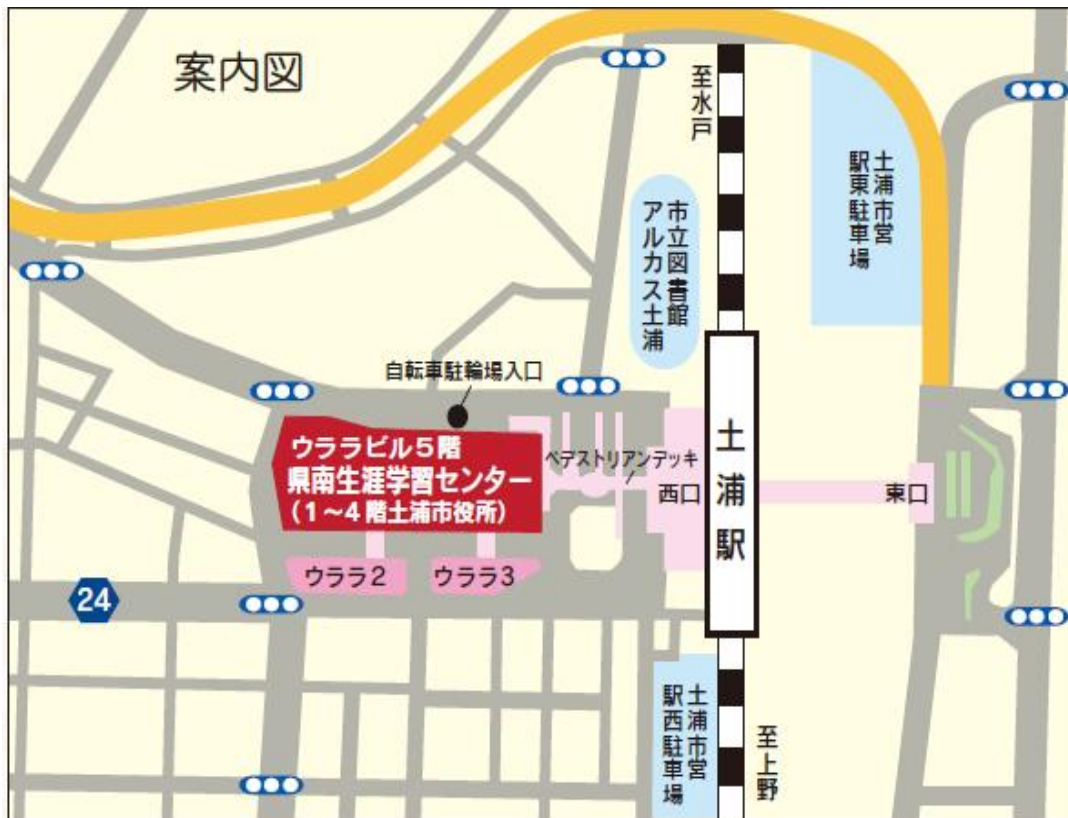 案内図
至水戸
土浦市営
駅東駐車場
市立図書館
アルカス土浦
自転車駐輪場入口
ウララビル5階
県南生涯学習センター
(1～4階土浦市役所)
ペデストリアンデッキ
西口
土浦駅
東口
ウララ2
ウララ3
24
土浦市営
駅西駐車場
至上野